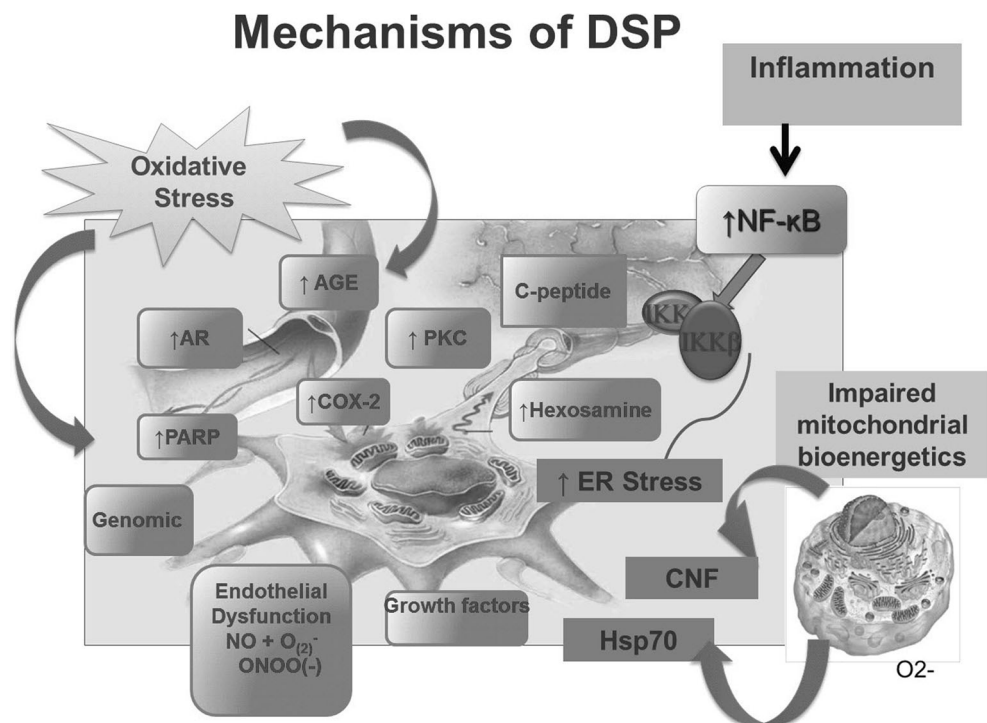 Mechanisms of DSP
Inflammation
Oxidative
Stress
↑NF-κB
↑ AGE
C-peptide
IKK
IKKβ
↑AR
↑ PKC
↑COX-2
↑Hexosamine
Impaired
mitochondrial
bioenergetics
↑PARP
↑ ER Stress
Genomic
CNF
Endothelial
Dysfunction
NO + O(2)-
ONOO(-)
Growth factors
Hsp70
O2-